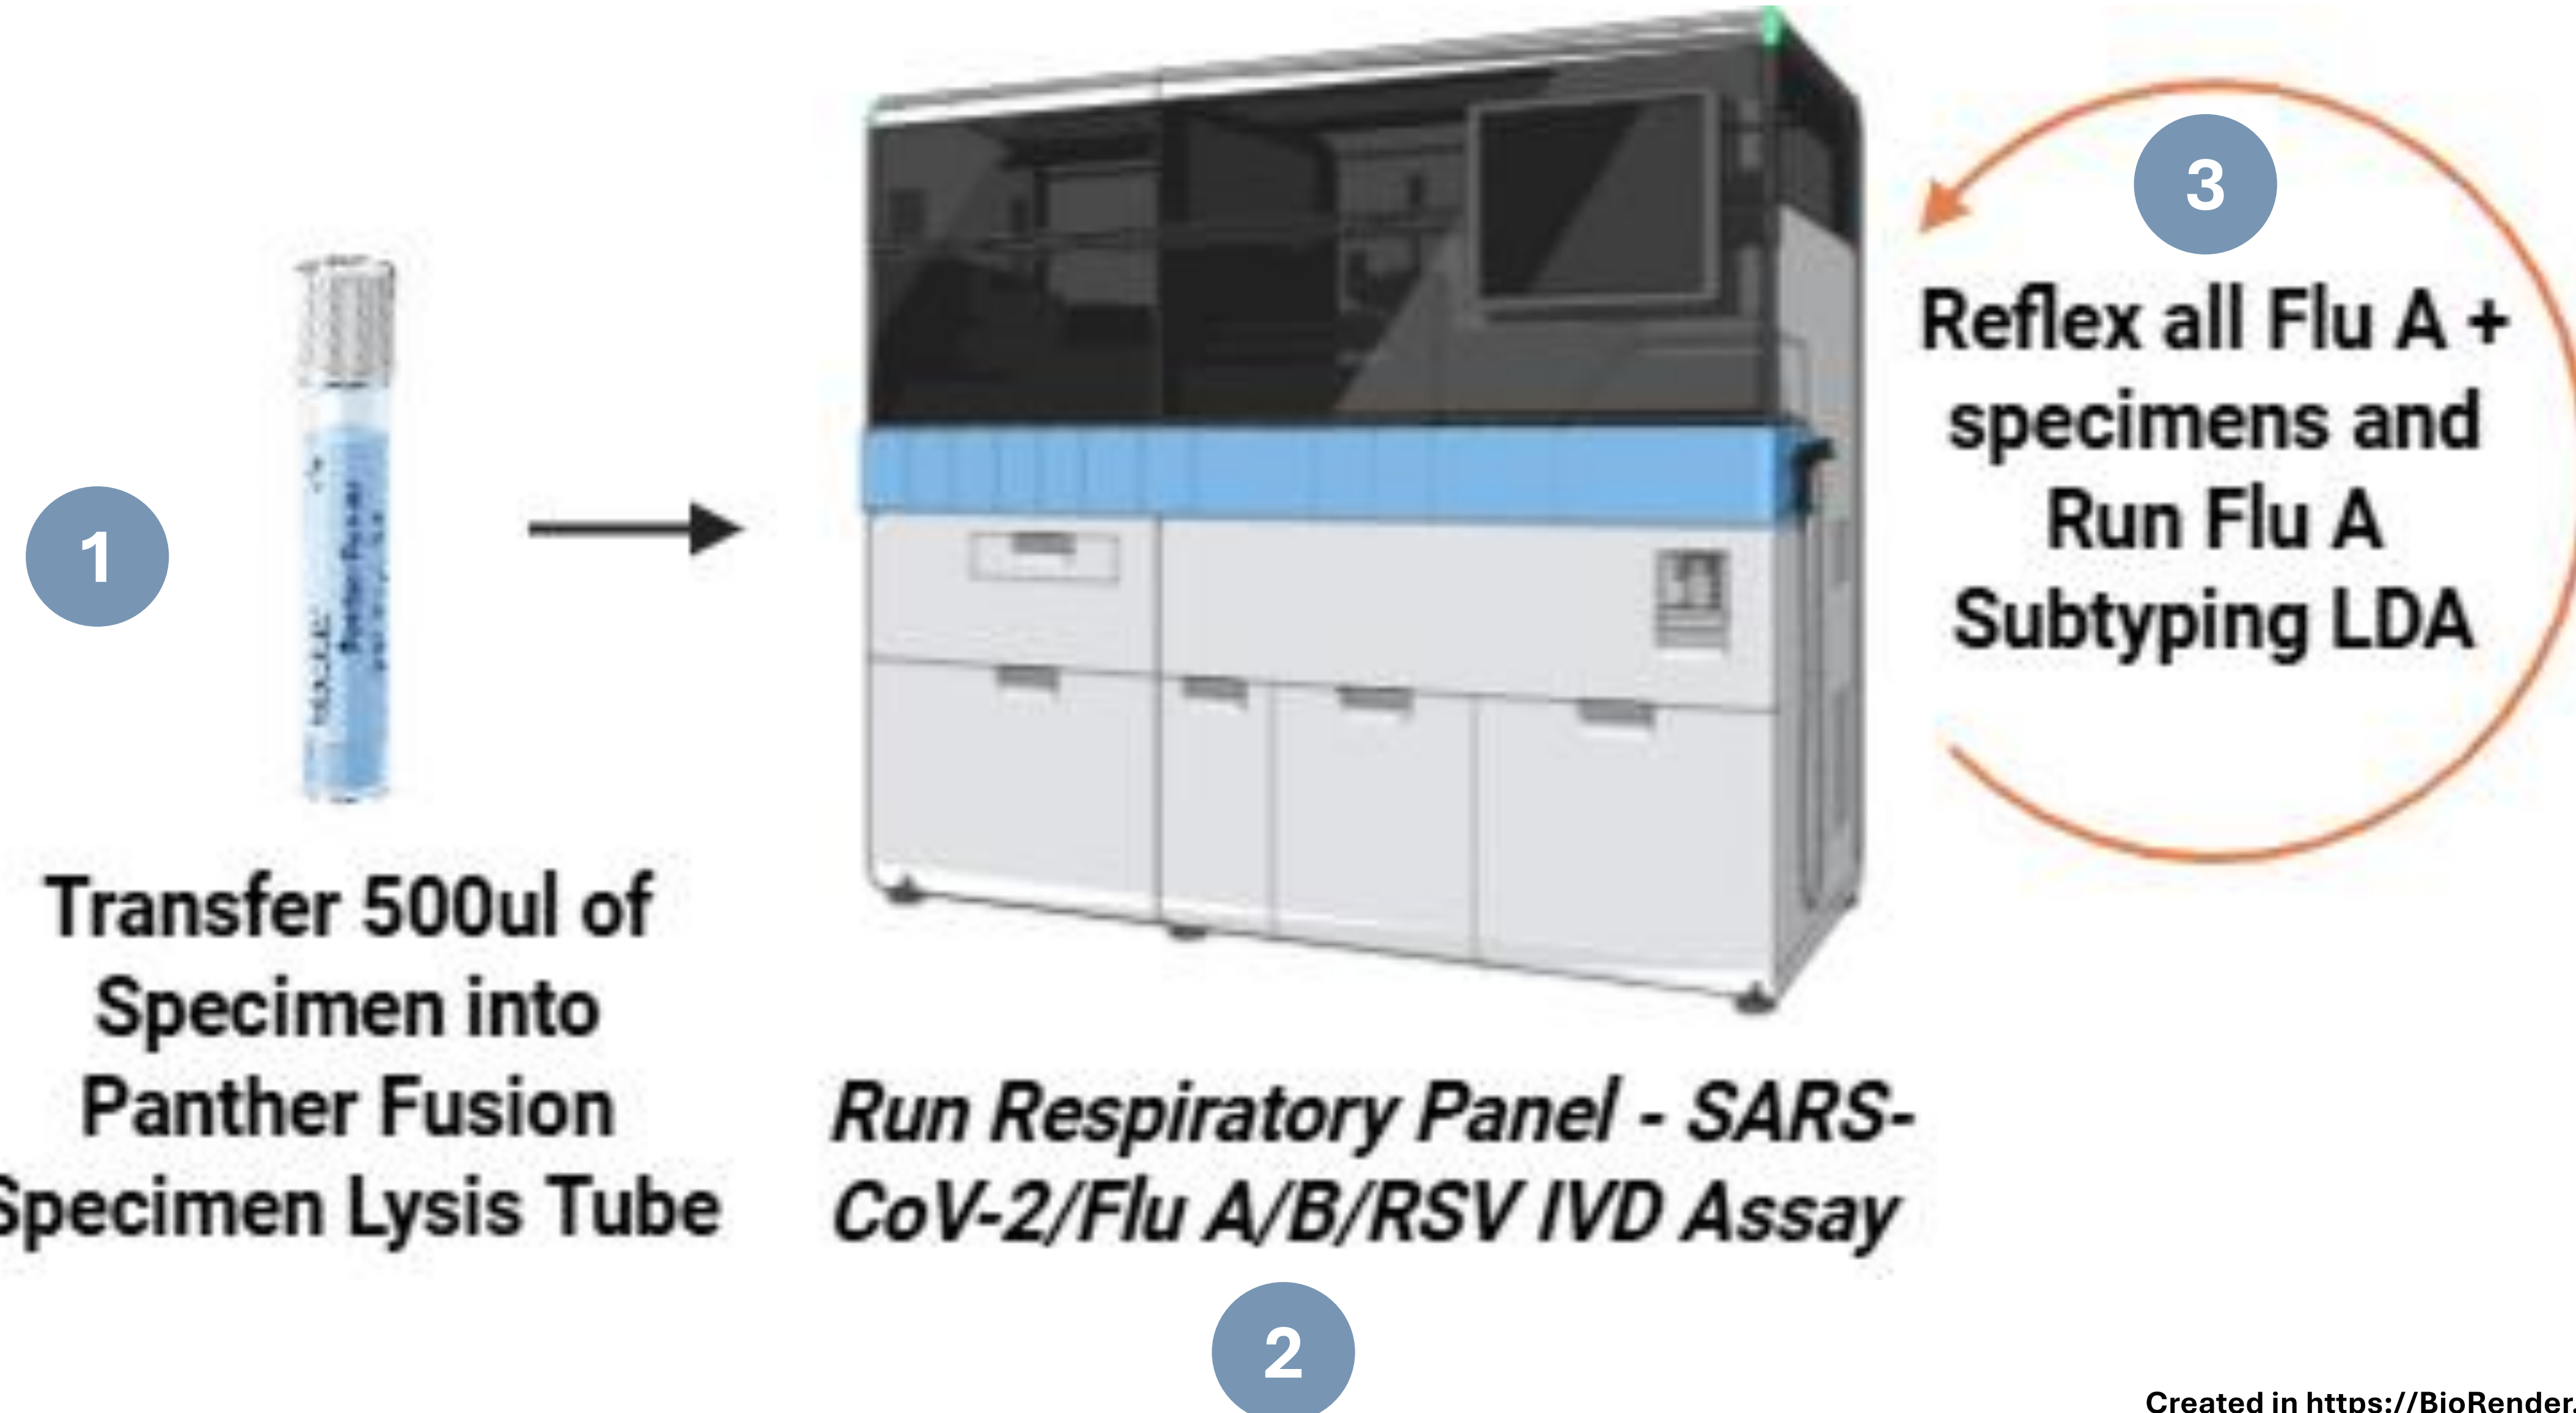 1
Transfer 500ul of
Specimen into
Panther Fusion
Specimen Lysis Tube
Run Respiratory Panel - SARS-
CoV-2/Flu A/B/RSV IVD Assay
2
3
Reflex all Flu A +
specimens and
Run Flu A
Subtyping LDA
Created in https://BioRender.